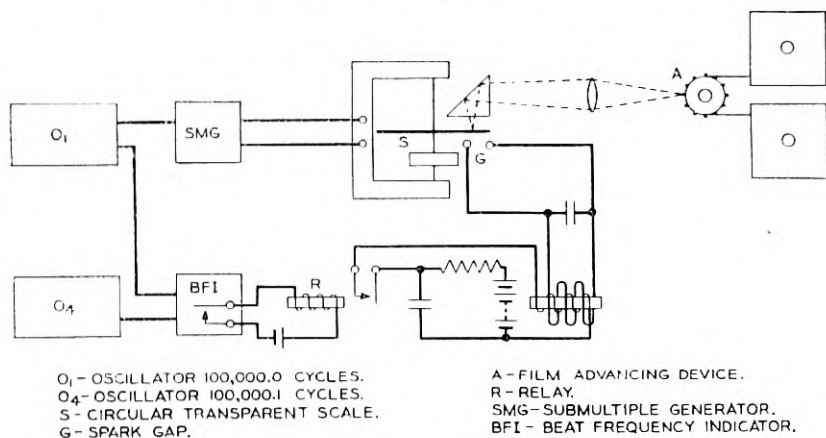 A
O₁
SMG
S
G
BFI
R
O₄
O₁ - OSCILLATOR 100,000.0 CYCLES.
O₄ - OSCILLATOR 100,000.1 CYCLES.
S - CIRCULAR TRANSPARENT SCALE.
G - SPARK GAP.
A - FILM ADVANCING DEVICE.
R - RELAY.
SMG - SUBMULTIPLE GENERATOR.
BFI - BEAT FREQUENCY INDICATOR.